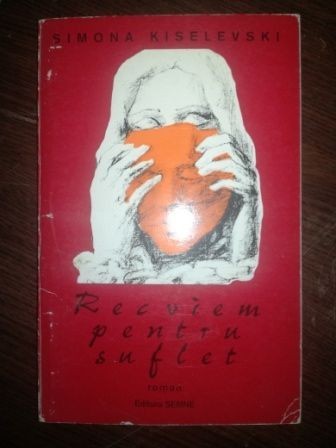 SIMONA KISELEVSKI
Recviem
pentru
suflet
roman
Editura SEMNE